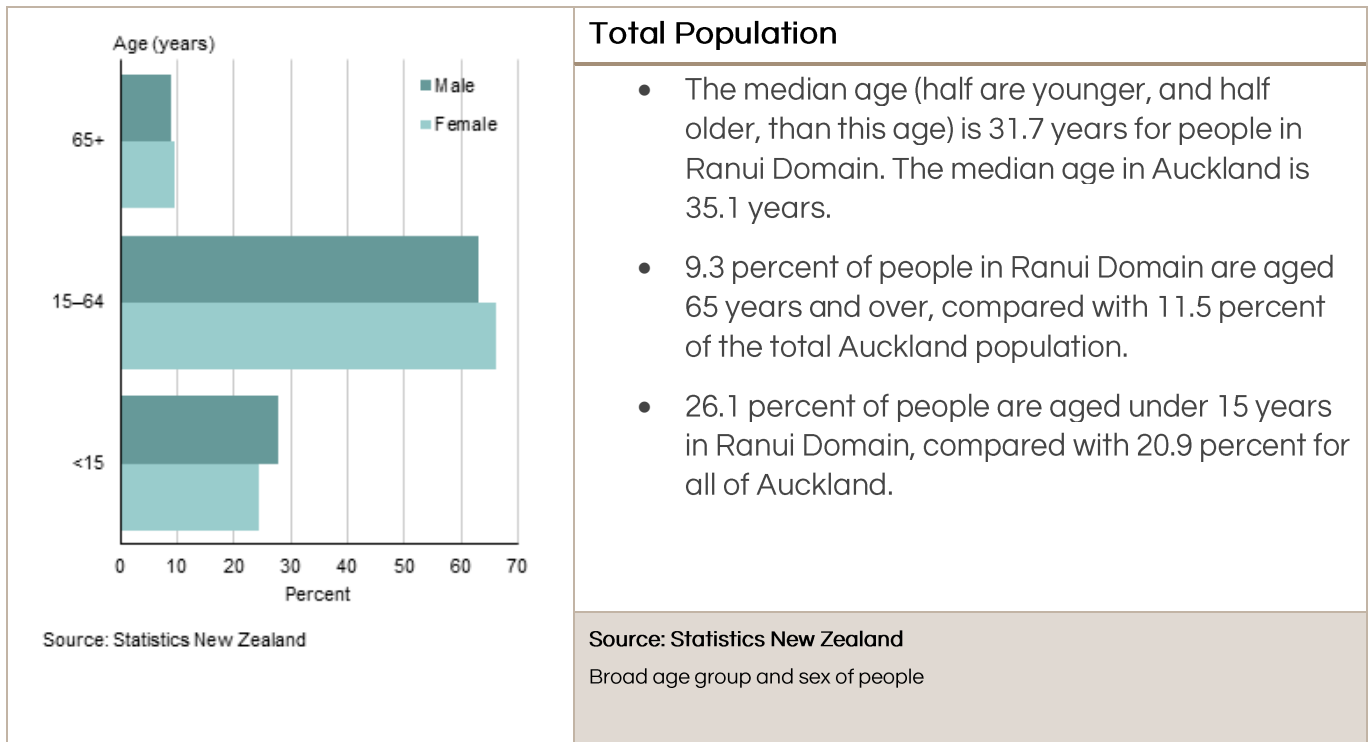 Age (years)
Male
Female
65+
15–64
<15
0 10 20 30 40 50 60 70
Percent
Source: Statistics New Zealand
Total Population
• The median age (half are younger, and half
older, than this age) is 31.7 years for people in
Ranui Domain. The median age in Auckland is
35.1 years.
• 9.3 percent of people in Ranui Domain are aged
65 years and over, compared with 11.5 percent
of the total Auckland population.
• 26.1 percent of people are aged under 15 years
in Ranui Domain, compared with 20.9 percent for
all of Auckland.
Source: Statistics New Zealand
Broad age group and sex of people